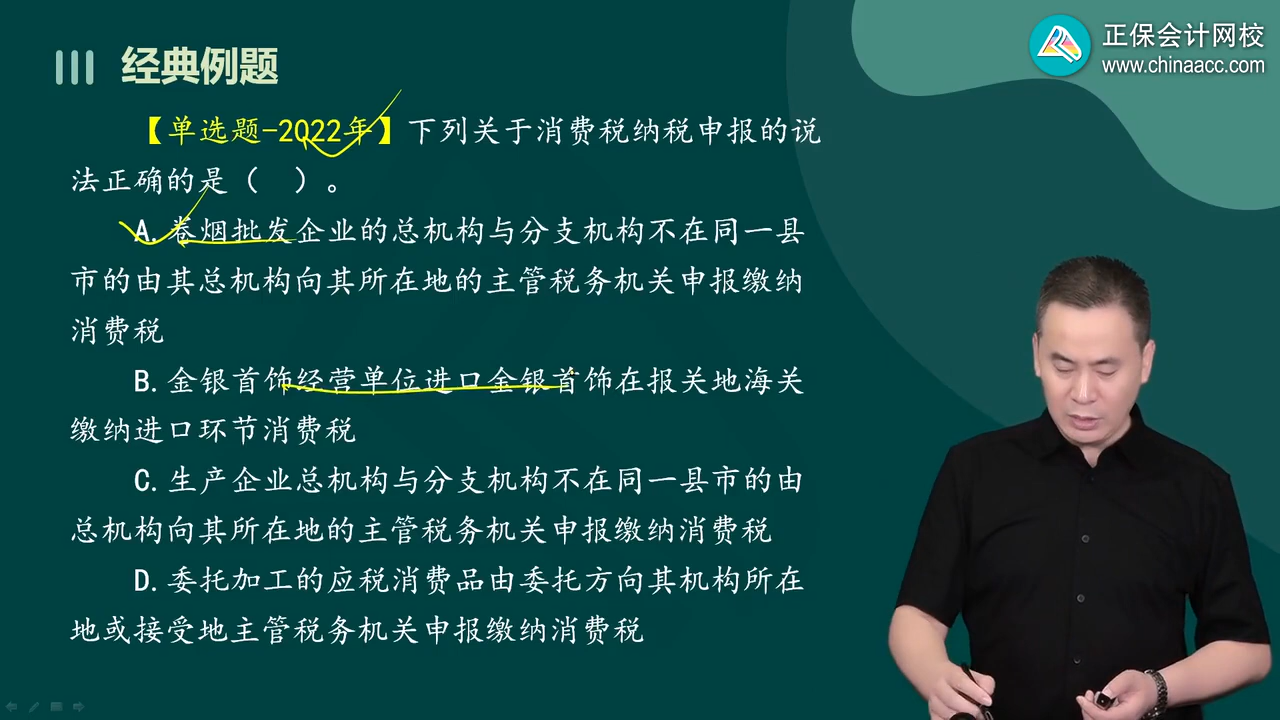 正保会计网校
www.chinaacc.com
经典例题
【单选题-2022年】下列关于消费税纳税申报的说
法正确的是（ ）。
A.卷烟批发企业的总机构与分支机构不在同一县
市的由其总机构向其所在地的主管税务机关申报缴纳
消费税
B.金银首饰经营单位进口金银首饰在报关地海关
缴纳进口环节消费税
C.生产企业总机构与分支机构不在同一县市的由
总机构向其所在地的主管税务机关申报缴纳消费税
D.委托加工的应税消费品由委托方向其机构所在
地或接受地主管税务机关申报缴纳消费税